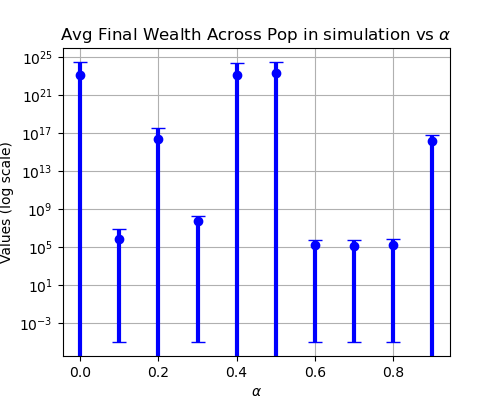 Avg Final Wealth Across Pop in simulation vs α
Values (log scale)
10^25
10^21
10^17
10^13
10^9
10^5
10^1
10^−3
0.0 0.2 0.4 0.6 0.8
α